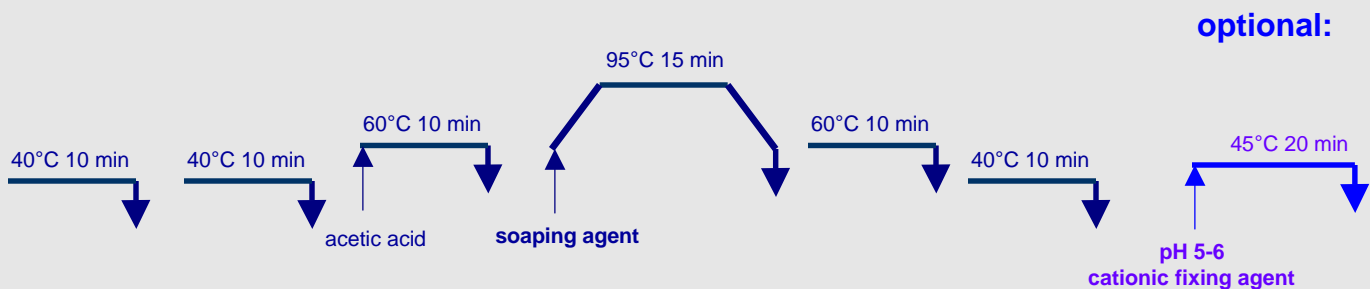 optional:
95°C 15 min
60°C 10 min
60°C 10 min
40°C 10 min
40°C 10 min
40°C 10 min
45°C 20 min
acetic acid
soaping agent
pH 5-6
cationic fixing agent